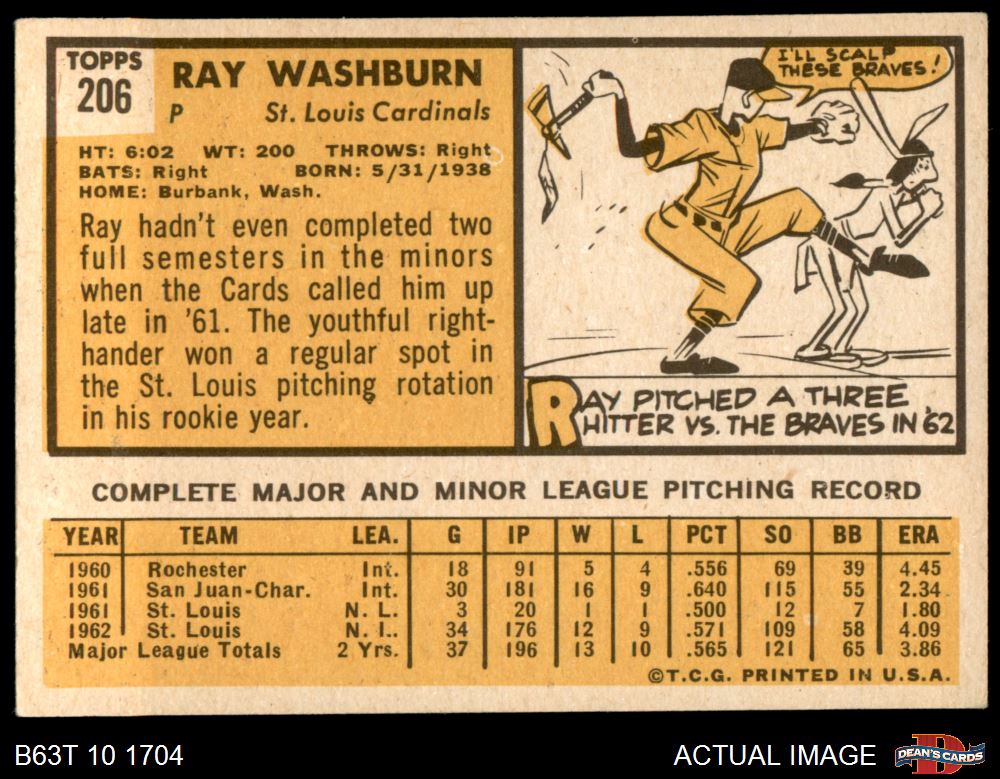 TOPPS
206
RAY WASHBURN
P St. Louis Cardinals
HT: 6:02 WT: 200 THROWS: Right
BATS: Right BORN: 5/31/1938
HOME: Burbank, Wash.
Ray hadn't even completed two
full semesters in the minors
when the Cards called him up
late in '61. The youthful right-
hander won a regular spot in
the St. Louis pitching rotation
in his rookie year.
I'LL SCALP
THESE BRAVES!
RAY PITCHED A THREE
HITTER VS. THE BRAVES IN 62
COMPLETE MAJOR AND MINOR LEAGUE PITCHING RECORD
YEAR TEAM LEA. G IP W L PCT SO BB ERA
1960 Rochester Int. 18 91 5 4 .556 69 39 4.45
1961 San Juan-Char. Int. 30 181 16 9 .640 115 55 2.34
1961 St. Louis N. L. 3 20 1 1 .500 12 7 1.80
1962 St. Louis N. L. 34 176 12 9 .571 109 58 4.09
Major League Totals 2 Yrs. 37 196 13 10 .565 121 65 3.86
©T.C.G. PRINTED IN U.S.A.
B63T 10 1704 ACTUAL IMAGE
D
DEAN'S CARDS